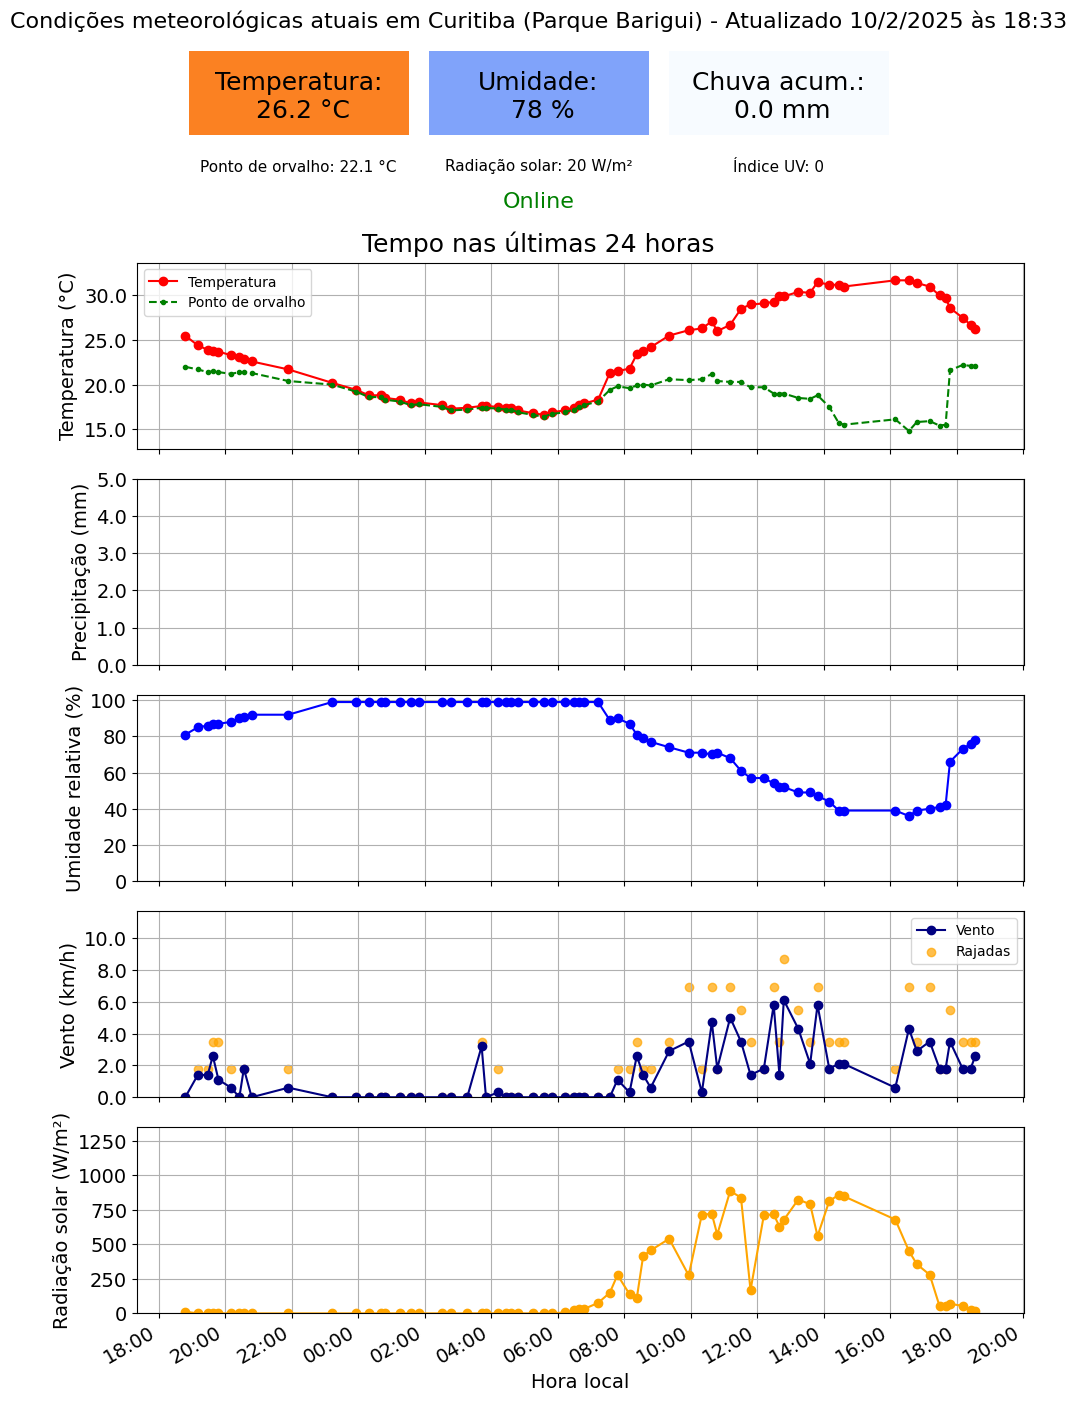 Condições meteorológicas atuais em Curitiba (Parque Barigui) - Atualizado 10/2/2025 às 18:33
Temperatura:
26.2 °C
Umidade:
78 %
Chuva acum.:
0.0 mm
Ponto de orvalho: 22.1 °C
Radiação solar: 20 W/m²
Índice UV: 0
Online
Tempo nas últimas 24 horas
Temperatura (°C)
30.0
25.0
20.0
15.0
Temperatura
Ponto de orvalho
Precipitação (mm)
5.0
4.0
3.0
2.0
1.0
0.0
Umidade relativa (%)
100
80
60
40
20
0
Vento (km/h)
10.0
8.0
6.0
4.0
2.0
0.0
Vento
Rajadas
Radiação solar (W/m²)
1250
1000
750
500
250
0
18:00
20:00
22:00
00:00
02:00
04:00
06:00
08:00
10:00
12:00
14:00
16:00
18:00
20:00
Hora local